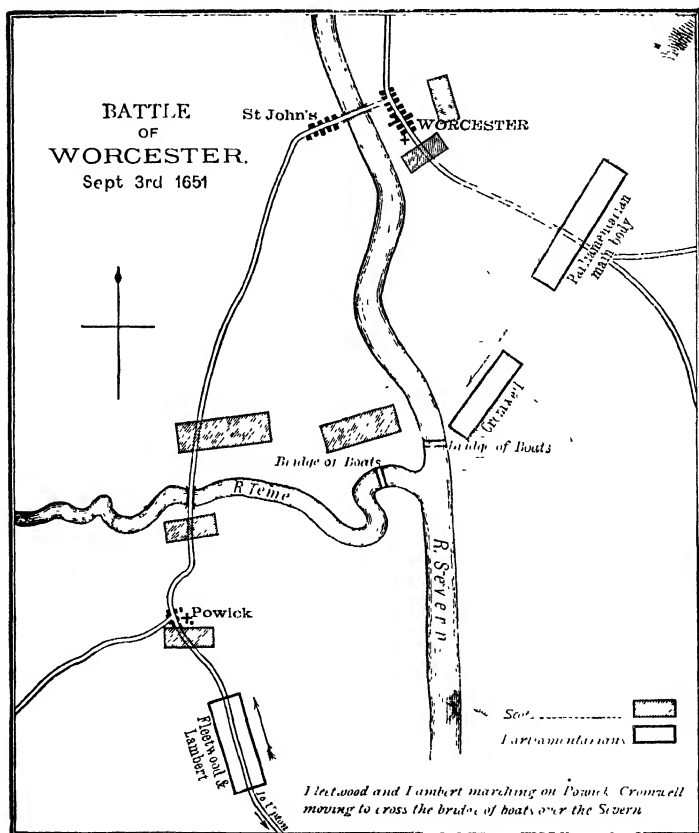 BATTLE
OF
WORCESTER.
Sept 3rd 1651
St John's
WORCESTER
Parliamentarian
main body
Cromwell
Bridge of Boats
Bridge of Boats
R Teme
R. Severn
Powick
Fleetwood &
Lambert
To Upton
Scots
Parliamentarians
Fleetwood and Lambert marching on Powick Cromwell
moving to cross the bridge of boats over the Severn